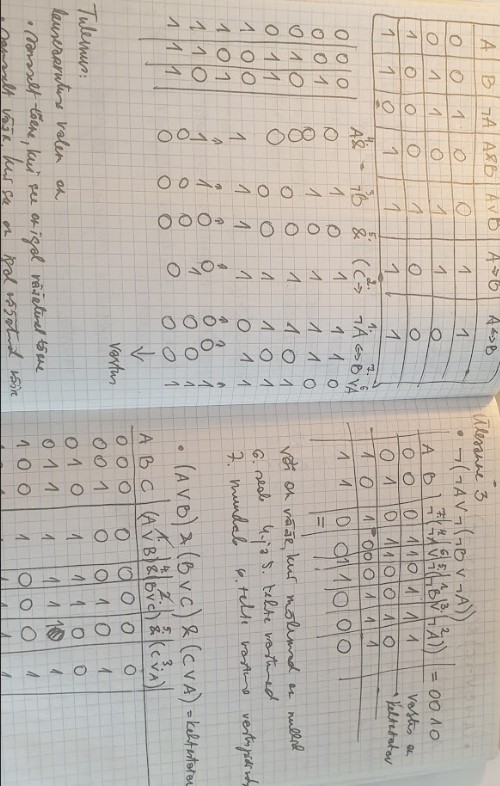 A B ¬A A&B A∨B A⇒B A⇔B
0 0 1 0 0 1 1
0 1 1 0 1 1 0
1 0 0 0 1 0 0
1 1 0 1 1 1 1
4. 3. 5. 2. 1. 7. 6
A& ¬B & (C⇒ ¬A ⇔B ∨A
0 0 0 0 1 0 1 1 1 0
0 0 1 1 0 1 1 1 0
0 1 0 0 0 1 1 0 1
0 1 1 0 0 0 1 1 0 1
1 0 0 1 1 1 1 0 1 1
1 0 1
1 1 0 1 1 0 0 0 0 1
1 1 1 0 0 0 1 0 0 1
0 0 0 0 0 0 0
vastus
Tulemus:
lausearvutuse valem on
• samaselt tõene, kui see on igal väärtusel tõene
• samaselt väär, kui see on igal väärtusel väär
Ülesanne 3
• ¬(¬A∨¬(¬B∨¬A))
7. 4. 6. 5. 1. 3. 2.
A B ¬(¬A∨¬(¬B∨¬A)) = 0010
0 0 0 1 1 0 1 1 1 vastus on
0 1 0 1 1 0 0 1 0 kehtestatav
1 0 1 0 0 0 1 1 1
1 1 0 0 1 1 0 0 0
=
või on väär, kui mõlemad on nullid
6. seob 4. ja 5. tehte vastused
7. muudab 6. tehte vastuse vastupidiseks
• (A∨B) & (B∨C) & (C∨A) = kehtestatav
1. 4. 2. 5. 3.
A B C (A∨B) & (B∨C) & (C∨A)
0 0 0 0 0 0 0 0
0 0 1 0 0 1 0 1
0 1 0 1 1 1 0 0
0 1 1 1 1 1 1 1
1 0 0 1 0 0 0 1